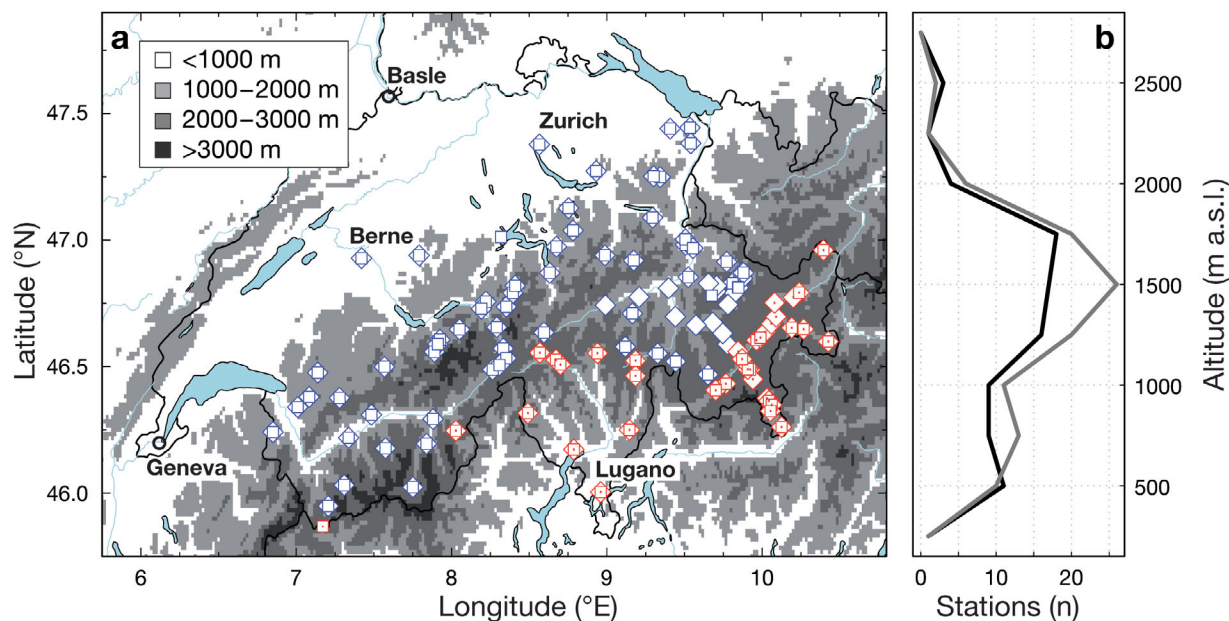 a
<1000 m
1000–2000 m
2000–3000 m
>3000 m
Basle
Zurich
Berne
Geneva
Lugano
47.5
47.0
46.5
46.0
Latitude (°N)
6 7 8 9 10
Longitude (°E)
b
2500
2000
1500
1000
500
Altitude (m a.s.l.)
0 10 20
Stations (n)